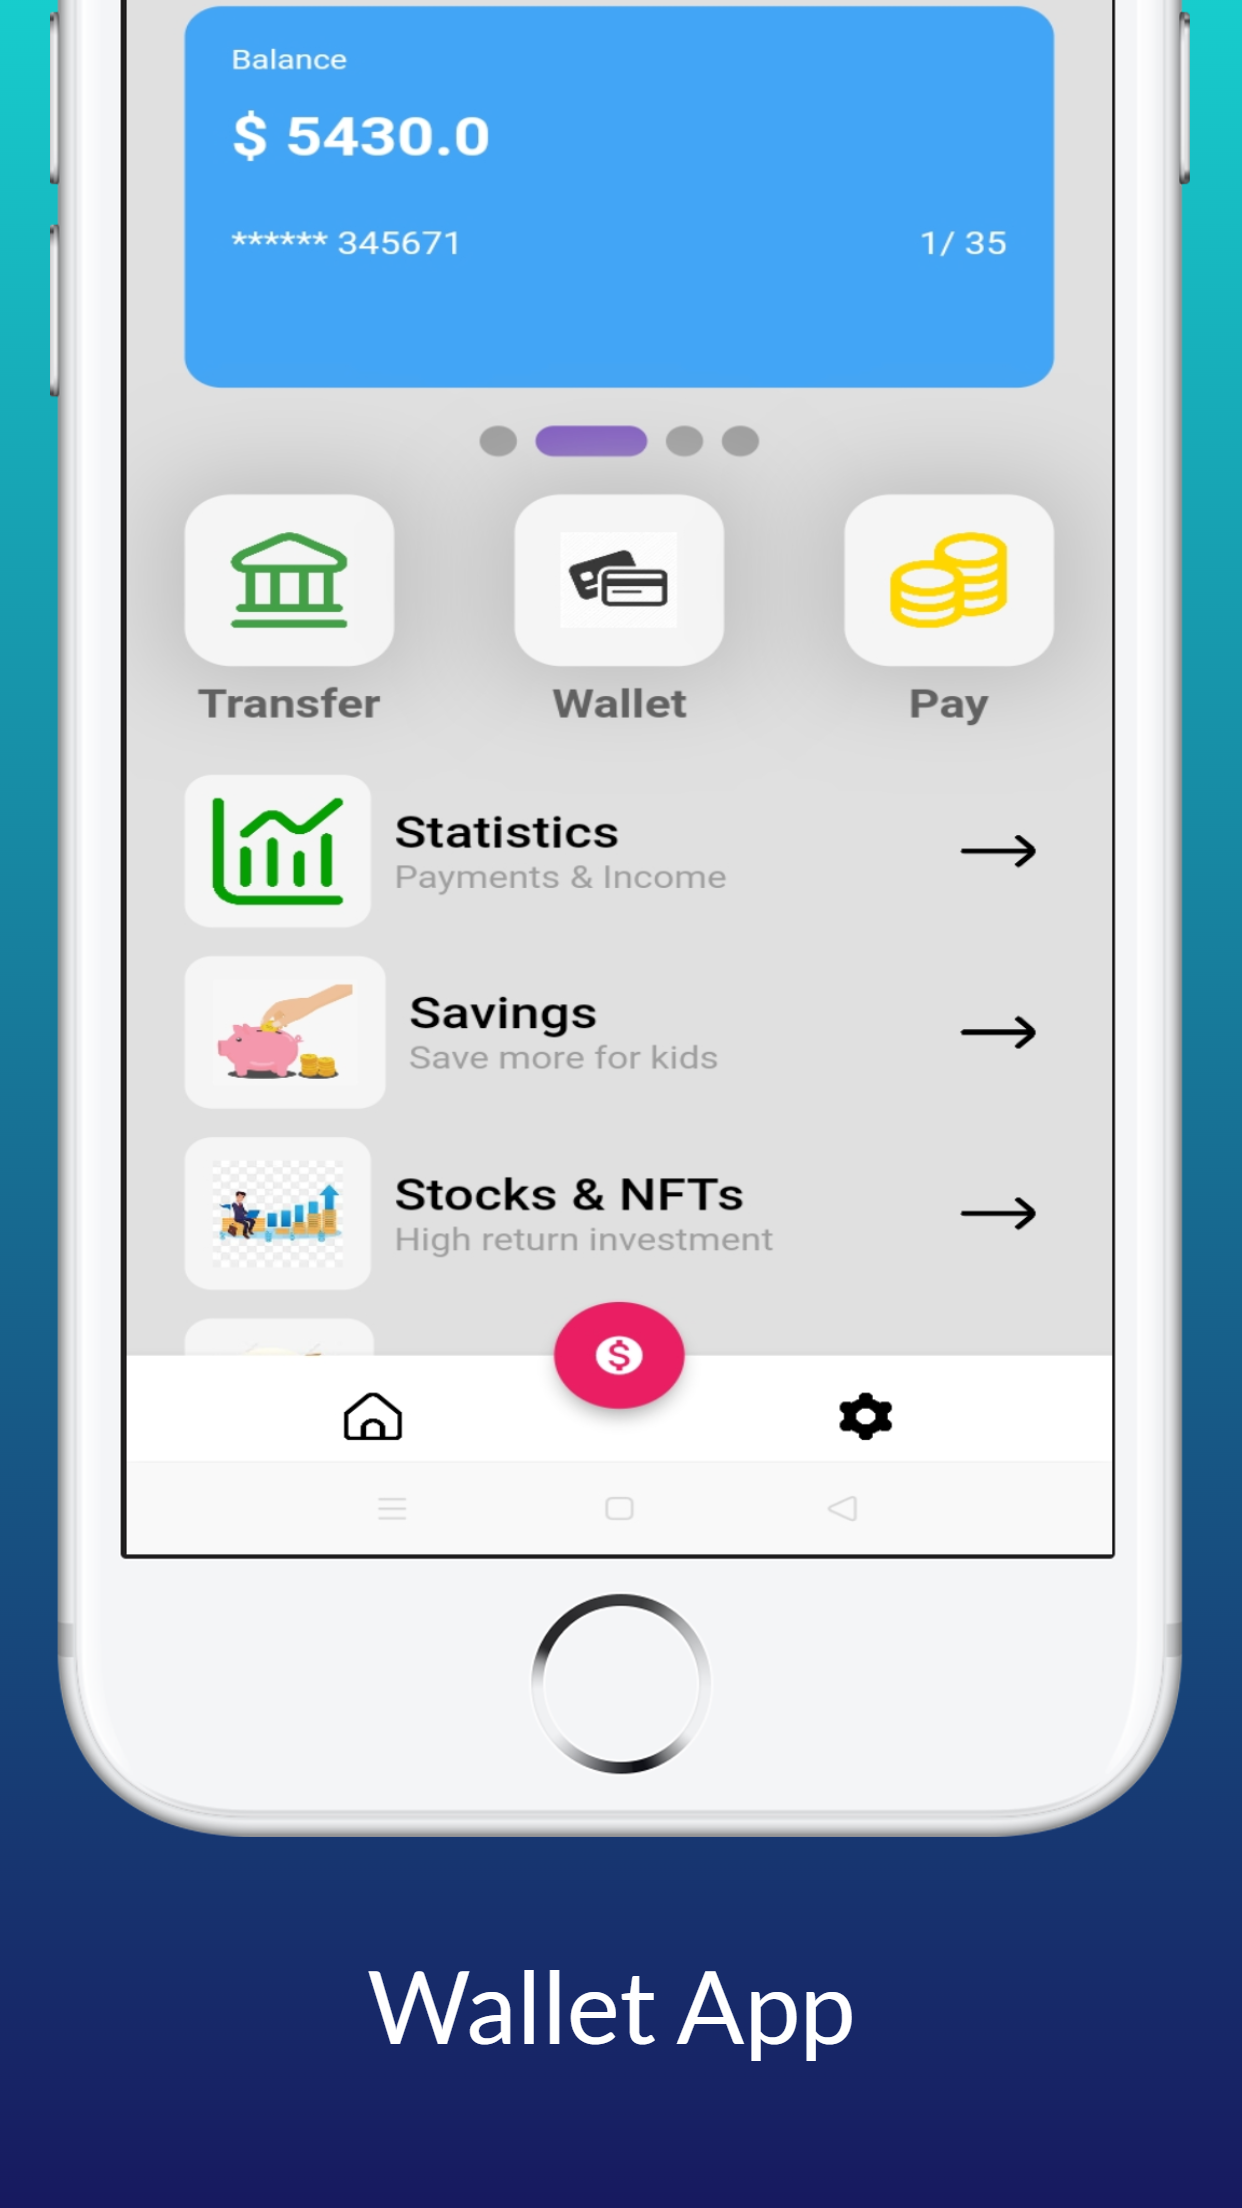 Balance
$ 5430.0
****** 345671 1/ 35
Transfer Wallet Pay
Statistics
Payments & Income
Savings
Save more for kids
Stocks & NFTs
High return investment
$
Wallet App